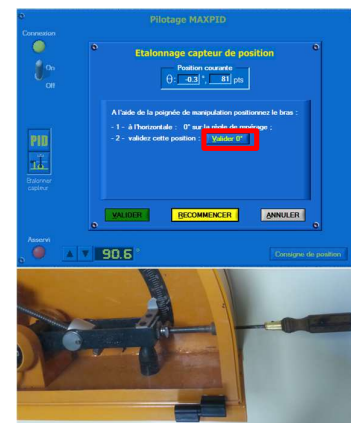 Pilotage MAXPID
Connexion
On
Off
Etalonnage capteur de position
Position courante
θ: -0.3 °, 81 pts
A l'aide de la poignée de manipulation positionnez le bras :
- 1 - à l'horizontale : 0° sur la règle de repérage ;
- 2 - validez cette position : Valider 0°
PID
Etalonner
capteur
VALIDER
RECOMMENCER
ANNULER
Asservi
90.6 °
Consigne de position